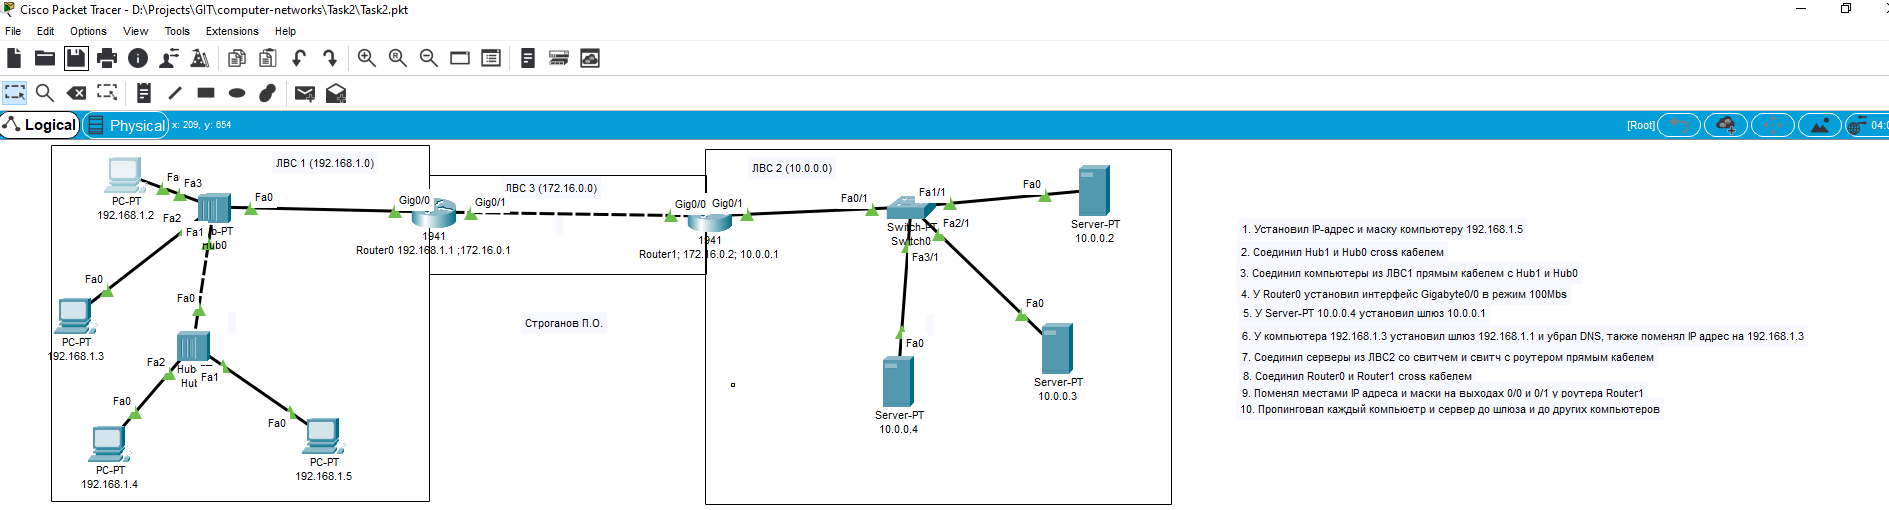 Cisco Packet Tracer - D:\Projects\GIT\computer-networks\Task2\Task2.pkt
File Edit Options View Tools Extensions Help
Logical Physical x: 209, y: 654 [Root]
ЛВС 1 (192.168.1.0)
ЛВС 3 (172.16.0.0)
ЛВС 2 (10.0.0.0)
Fa3
PC-PT
192.168.1.2
Fa2
Fa1
Fa0
Hub0
Gig0/0
Gig0/1
1941
Router0 192.168.1.1 ;172.16.0.1
Gig0/0
Gig0/1
1941
Router1; 172.16.0.2; 10.0.0.1
Fa0/1
Fa1/1
Fa2/1
Fa3/1
Switch-PT
Switch0
Fa0
Server-PT
10.0.0.2
Fa0
Server-PT
10.0.0.3
Fa0
Server-PT
10.0.0.4
Fa0
PC-PT
192.168.1.3
Fa0
Fa2
Fa1
Fa0
PC-PT
192.168.1.4
Fa0
PC-PT
192.168.1.5
Строганов П.О.
1. Установил IP-адрес и маску компьютеру 192.168.1.5
2. Соединил Hub1 и Hub0 cross кабелем
3. Соединил компьютеры из ЛВС1 прямым кабелем с Hub1 и Hub0
4. У Router0 установил интерфейс Gigabyte0/0 в режим 100Mbs
5. У Server-PT 10.0.0.4 установил шлюз 10.0.0.1
6. У компьютера 192.168.1.3 установил шлюз 192.168.1.1 и убрал DNS, также поменял IP адрес на 192.168.1.3
7. Соединил серверы из ЛВС2 со свитчем и свитч с роутером прямым кабелем
8. Соединил Router0 и Router1 cross кабелем
9. Поменял местами IP адреса и маски на выходах 0/0 и 0/1 у роутера Router1
10. Пропинговал каждый компьюетр и сервер до шлюза и до других компьютеров